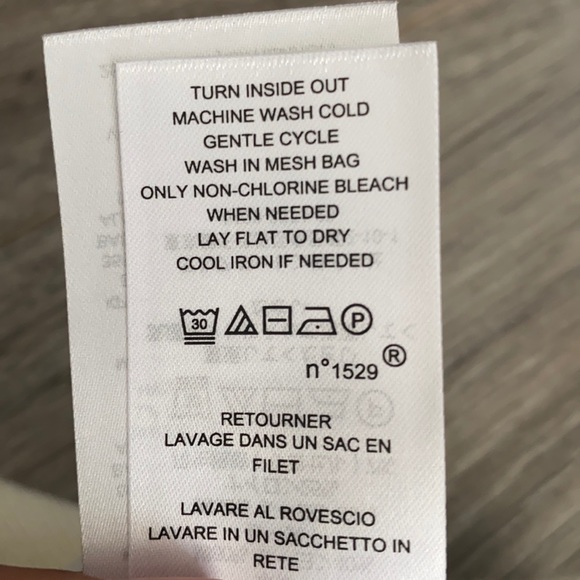 TURN INSIDE OUT
MACHINE WASH COLD
GENTLE CYCLE
WASH IN MESH BAG
ONLY NON-CHLORINE BLEACH
WHEN NEEDED
LAY FLAT TO DRY
COOL IRON IF NEEDED
30 P
n°1529®
RETOURNER
LAVAGE DANS UN SAC EN
FILET
LAVARE AL ROVESCIO
LAVARE IN UN SACCHETTO IN
RETE